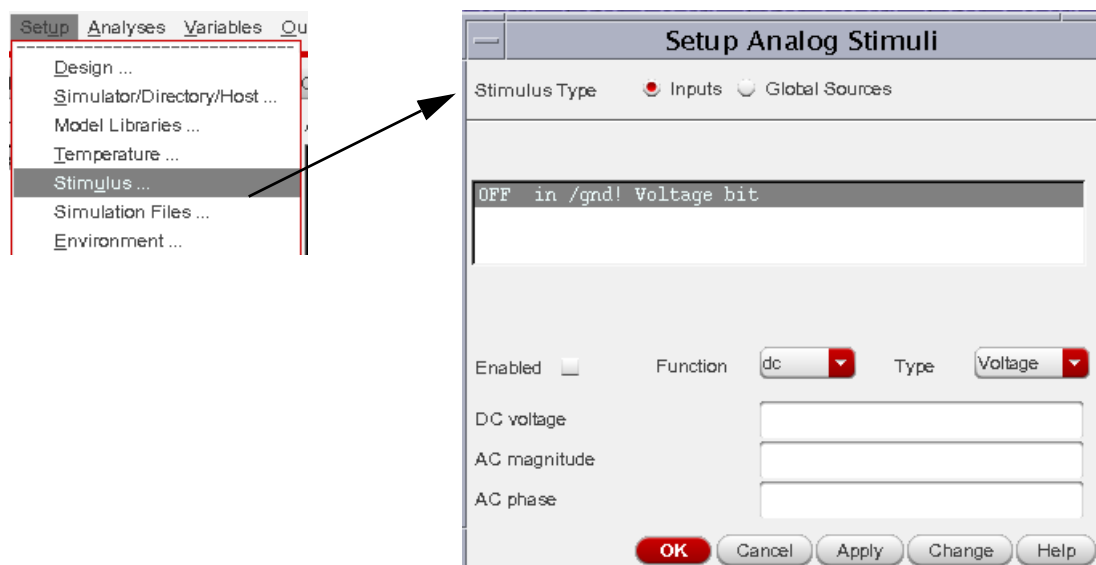 Setup Analyses Variables Ou
Design ...
Simulator/Directory/Host ...
Model Libraries ...
Temperature ...
Stimulus ...
Simulation Files ...
Environment ...
Setup Analog Stimuli
Stimulus Type Inputs Global Sources
OFF in /gnd! Voltage bit
Enabled Function dc Type Voltage
DC voltage
AC magnitude
AC phase
OK Cancel Apply Change Help